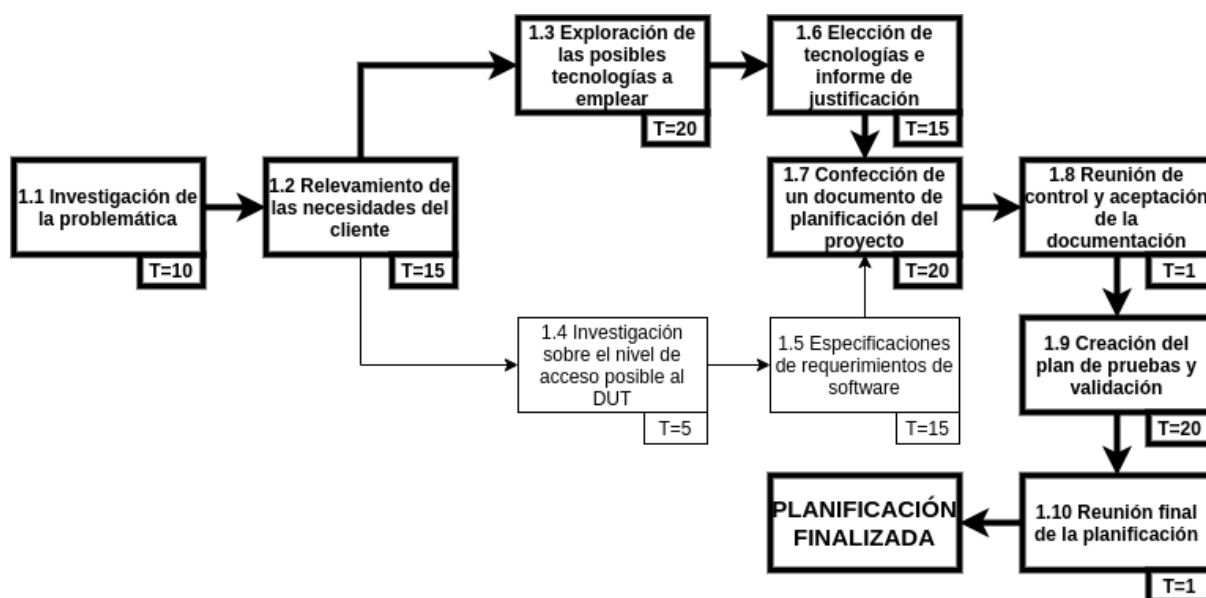 1.3 Exploración de
las posibles
tecnologías a
emplear
T=20
1.6 Elección de
tecnologías e
informe de
justificación
T=15
1.1 Investigación de
la problemática
T=10
1.2 Relevamiento de
las necesidades del
cliente
T=15
1.7 Confección de
un documento de
planificación del
proyecto
T=20
1.8 Reunión de
control y aceptación
de la
documentación
T=1
1.4 Investigación
sobre el nivel de
acceso posible al
DUT
T=5
1.5 Especificaciones
de requerimientos de
software
T=15
1.9 Creación del
plan de pruebas y
validación
T=20
PLANIFICACIÓN
FINALIZADA
1.10 Reunión final
de la planificación
T=1